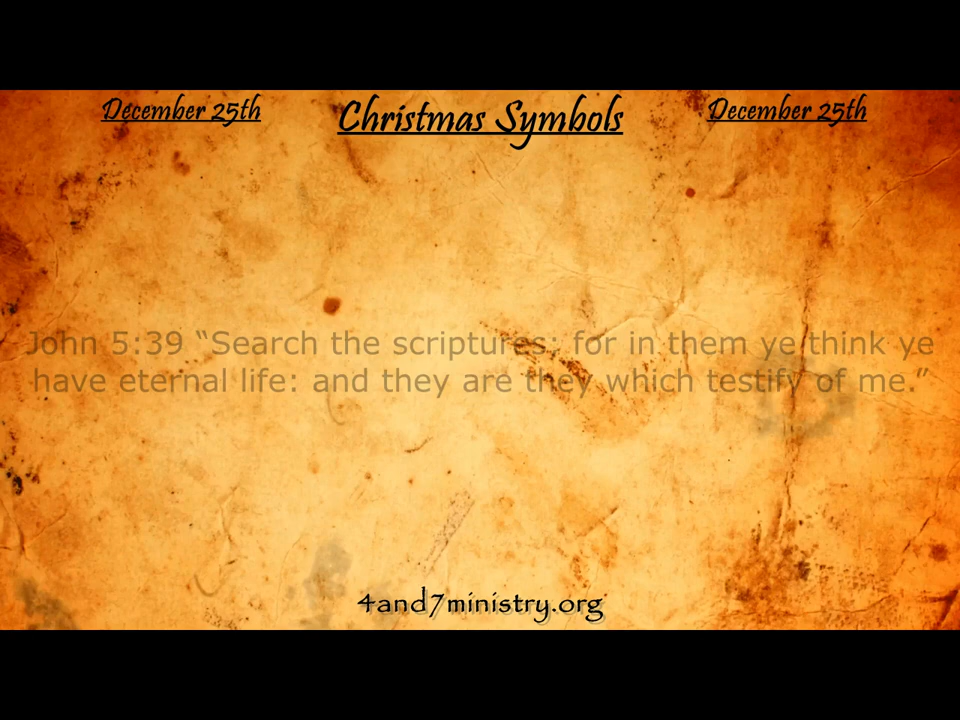 December 25th Christmas Symbols December 25th
John 5:39 “Search the scriptures; for in them ye think ye
have eternal life: and they are they which testify of me.”
4and7ministry.org